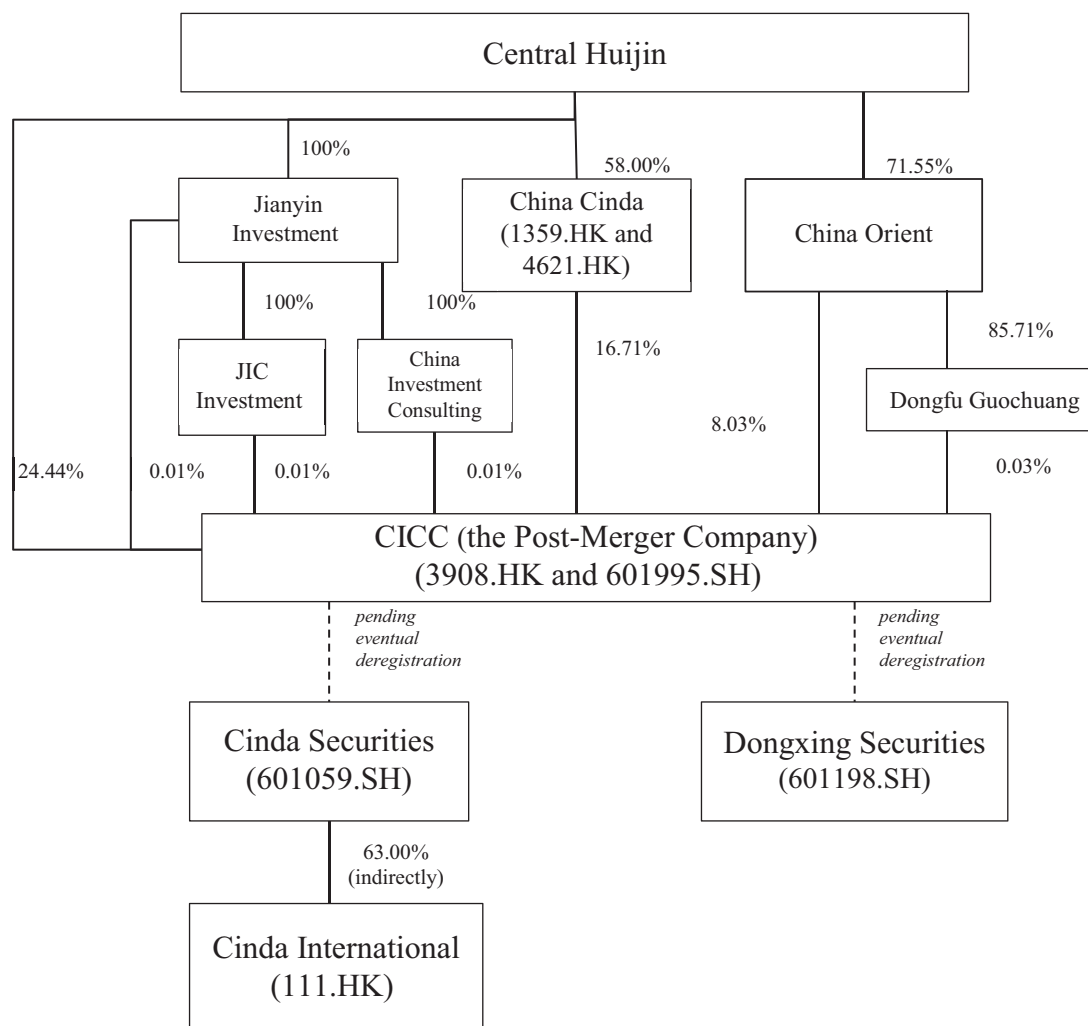 Central Huijin
100%
58.00%
71.55%
Jianyin
Investment
China Cinda
(1359.HK and
4621.HK)
China Orient
100%
100%
16.71%
85.71%
JIC
Investment
China
Investment
Consulting
Dongfu Guochuang
8.03%
24.44%
0.01%
0.01%
0.01%
0.03%
CICC (the Post-Merger Company)
(3908.HK and 601995.SH)
pending
eventual
deregistration
pending
eventual
deregistration
Cinda Securities
(601059.SH)
Dongxing Securities
(601198.SH)
63.00%
(indirectly)
Cinda International
(111.HK)